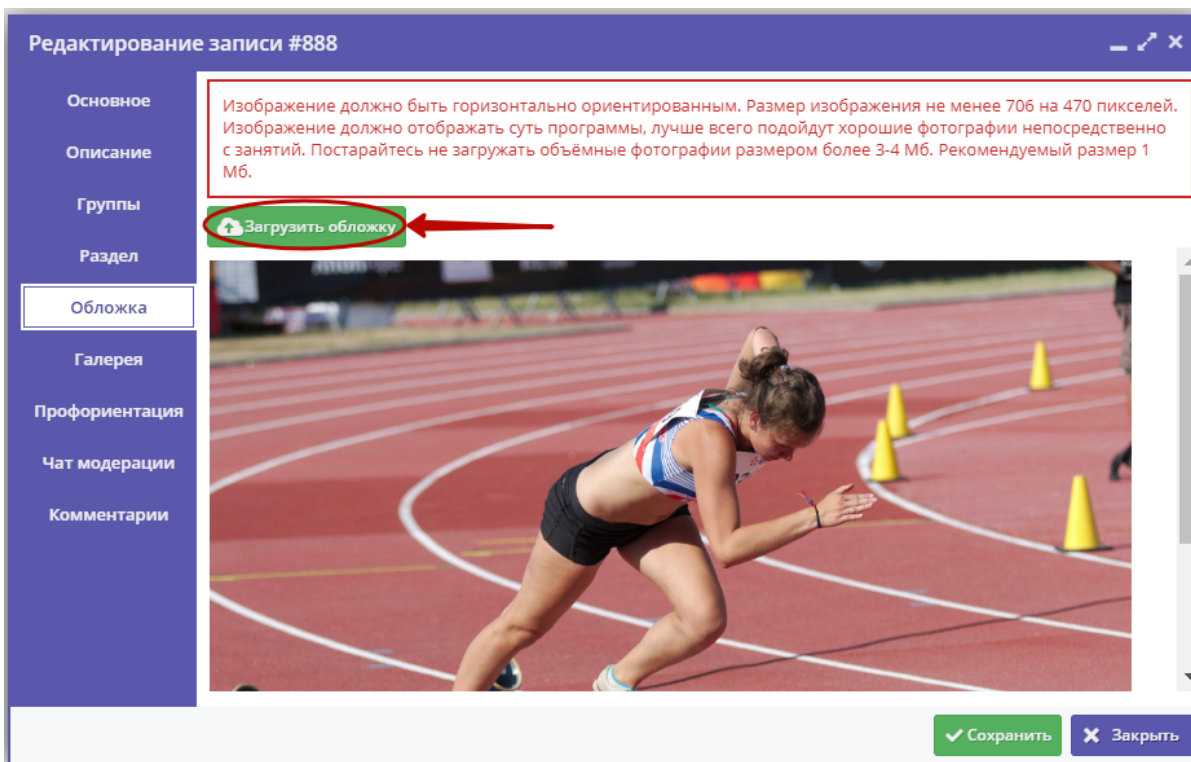 Редактирование записи #888
Основное
Описание
Группы
Раздел
Обложка
Галерея
Профориентация
Чат модерации
Комментарии
Изображение должно быть горизонтально ориентированным. Размер изображения не менее 706 на 470 пикселей.
Изображение должно отображать суть программы, лучше всего подойдут хорошие фотографии непосредственно
с занятий. Постарайтесь не загружать объёмные фотографии размером более 3-4 Мб. Рекомендуемый размер 1
Мб.
Загрузить обложку
Сохранить
Закрыть